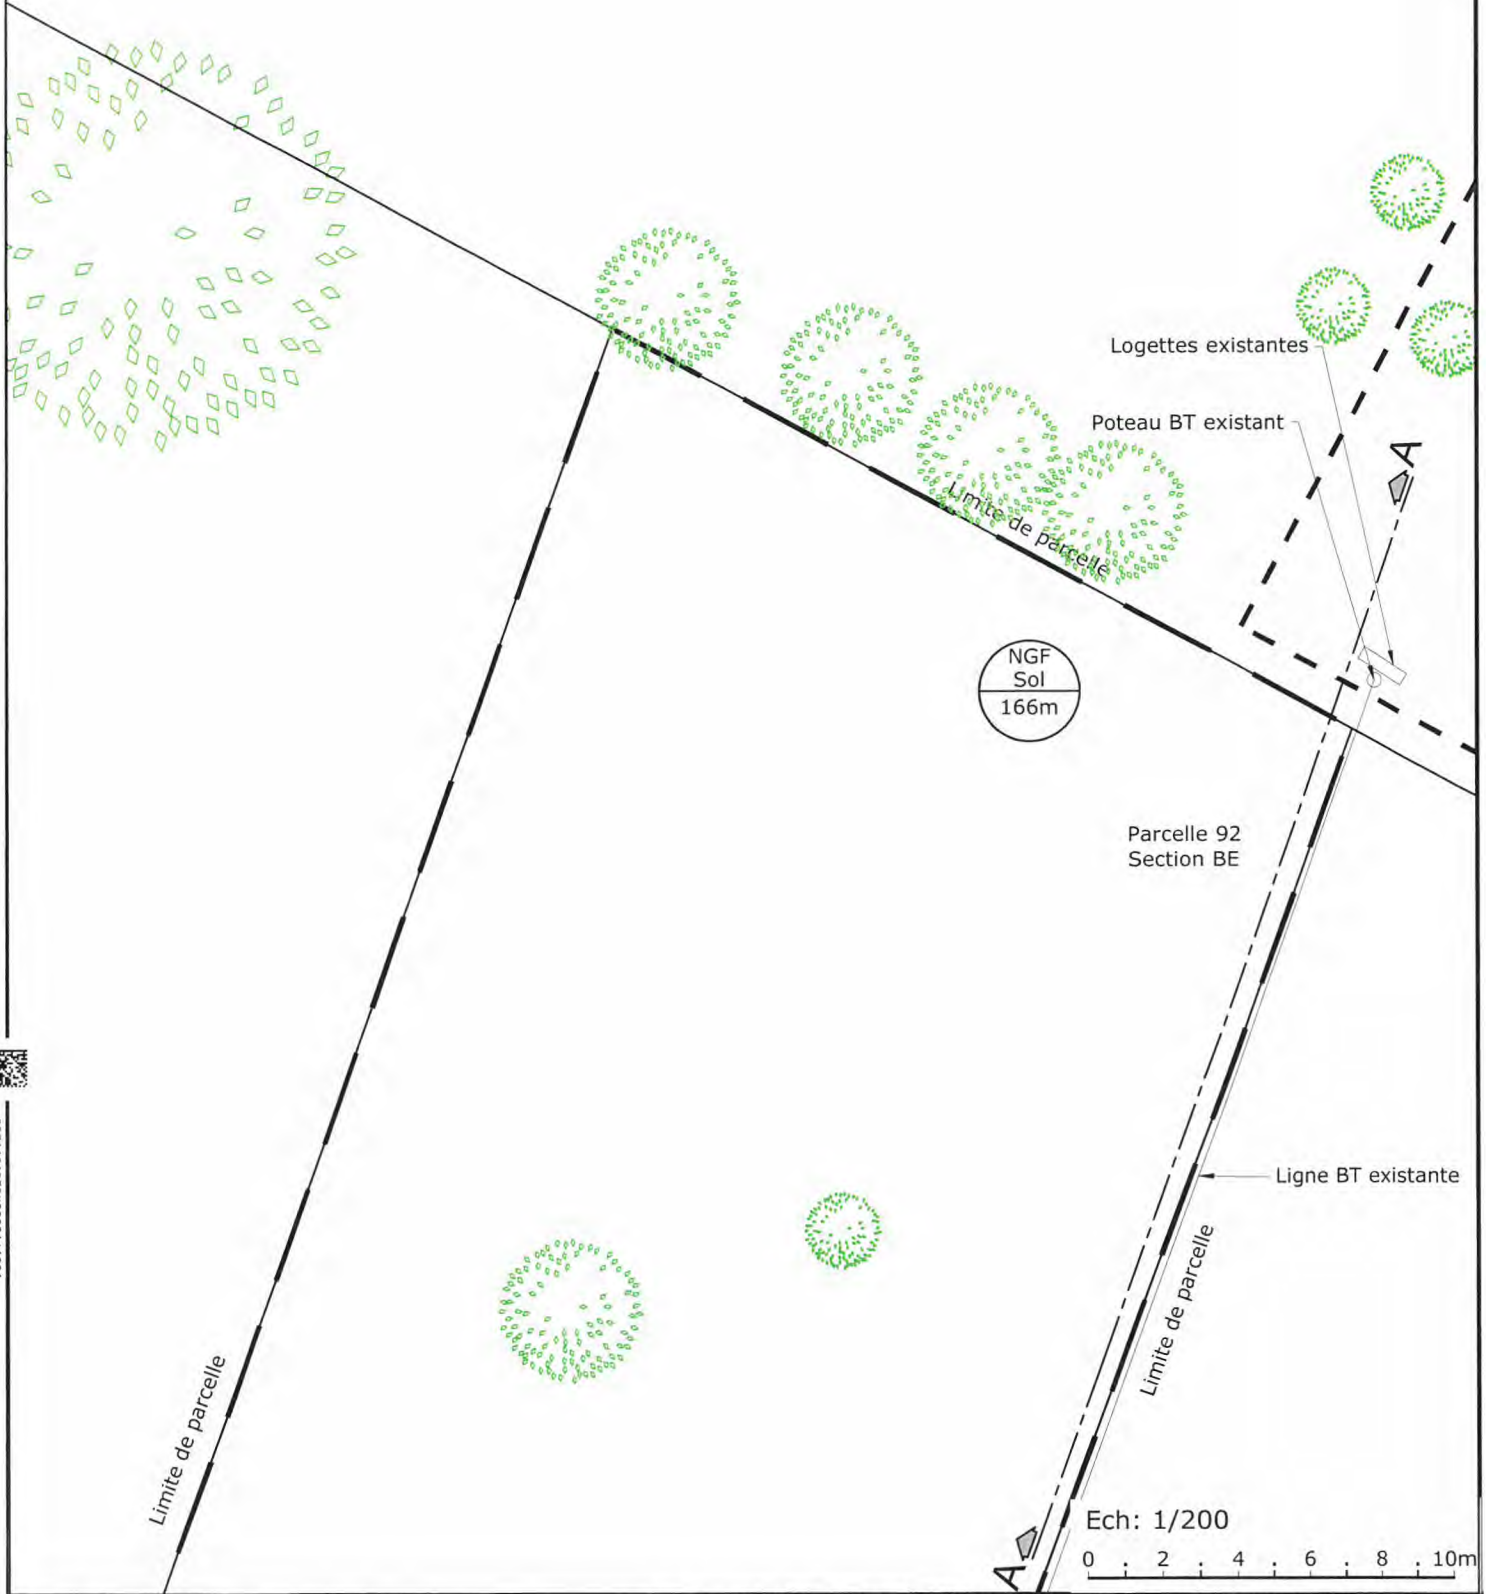 Logettes existantes
Poteau BT existant
A
Limite de parcelle
NGF
Sol
166m
Parcelle 92
Section BE
Ligne BT existante
Limite de parcelle
Limite de parcelle
A
Ech: 1/200
0 . 2 . 4 . 6 . 8 . 10m